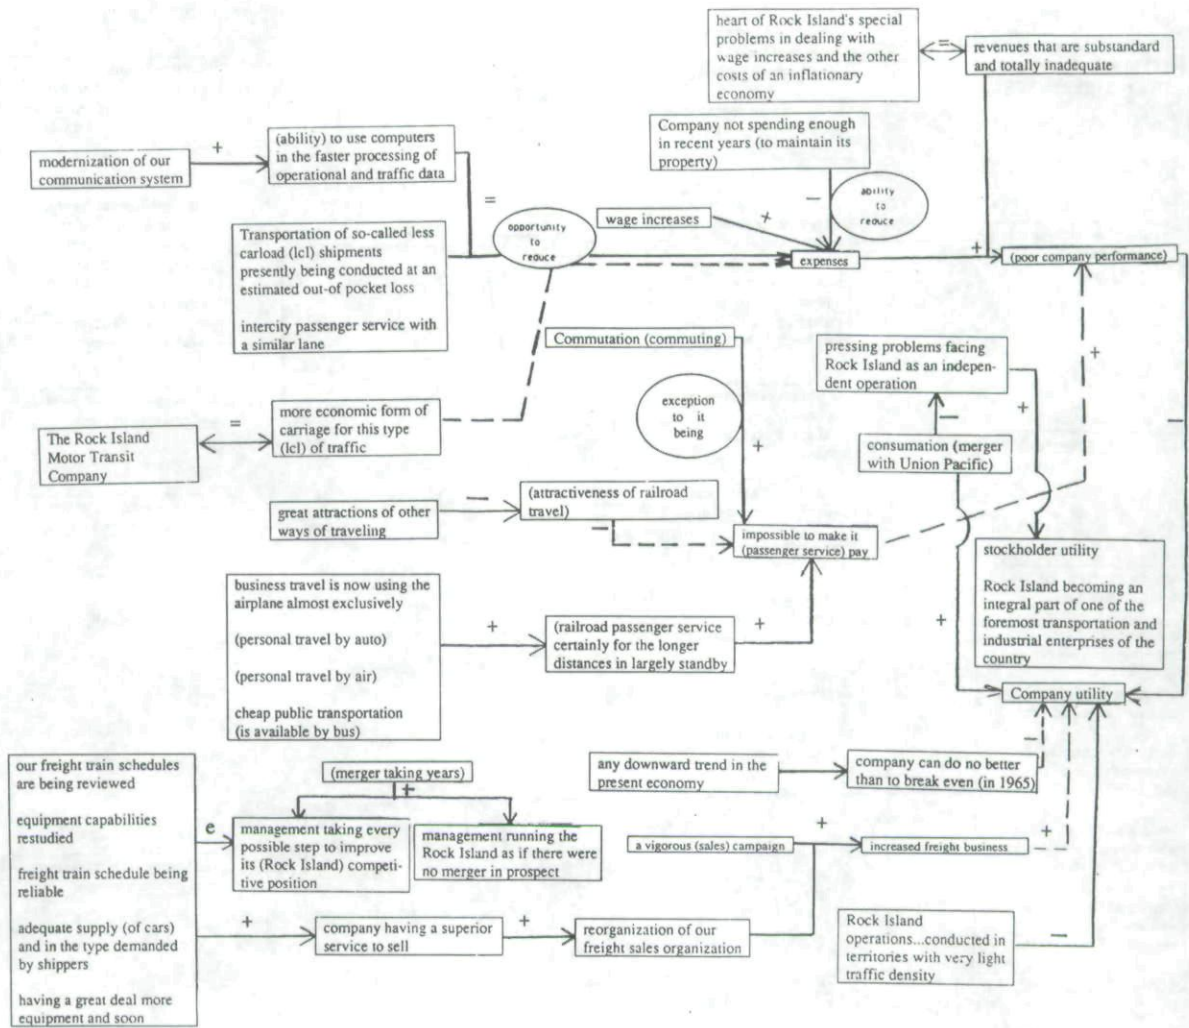 heart of Rock Island's special
problems in dealing with
wage increases and the other
costs of an inflationary
economy
=
revenues that are substandard
and totally inadequate
Company not spending enough
in recent years (to maintain its
property)
modernization of our
communication system
+
(ability) to use computers
in the faster processing of
operational and traffic data
=
opportunity
to
reduce
wage increases
+
−
ability
to
reduce
Transportation of so-called less
carload (lcl) shipments
presently being conducted at an
estimated out-of pocket loss
intercity passenger service with
a similar lane
expenses
+
(poor company performance)
Commutation (commuting)
pressing problems facing
Rock Island as an indepen-
dent operation
+
+
−
exception
to it
being
+
−
consumation (merger
with Union Pacific)
The Rock Island
Motor Transit
Company
=
more economic form of
carriage for this type
(lcl) of traffic
great attractions of other
ways of traveling
−
(attractiveness of railroad
travel)
−
impossible to make it
(passenger service) pay
stockholder utility
Rock Island becoming an
integral part of one of the
foremost transportation and
industrial enterprises of the
country
business travel is now using the
airplane almost exclusively
(personal travel by auto)
(personal travel by air)
cheap public transportation
(is available by bus)
+
(railroad passenger service
certainly for the longer
distances in largely standby
+
+
Company utility
our freight train schedules
are being reviewed
equipment capabilities
restudied
freight train schedule being
reliable
adequate supply (of cars)
and in the type demanded
by shippers
having a great deal more
equipment and soon
e
(merger taking years)
+
management taking every
possible step to improve
its (Rock Island) competi-
tive position
management running the
Rock Island as if there were
no merger in prospect
any downward trend in the
present economy
company can do no better
than to break even (in 1965)
−
a vigorous (sales) campaign
+
increased freight business
+
+
company having a superior
service to sell
+
reorganization of our
freight sales organization
Rock Island
operations...conducted in
territories with very light
traffic density
−